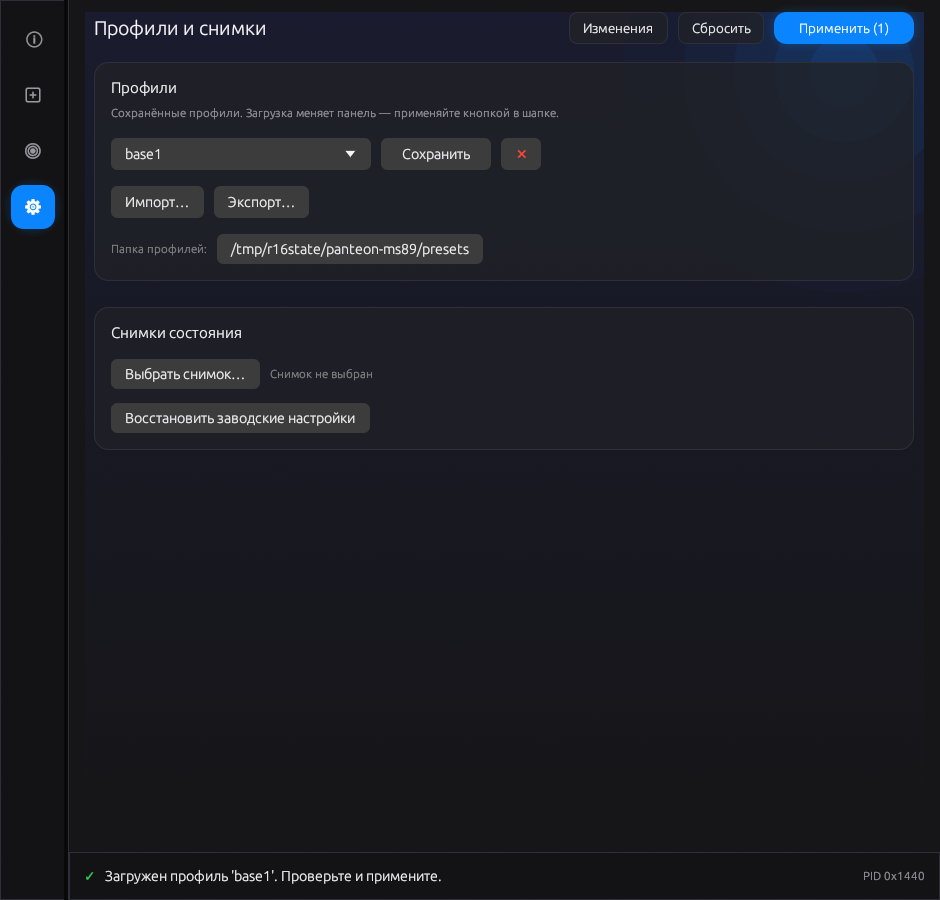 Профили и снимки
Изменения
Сбросить
Применить (1)
Профили
Сохранённые профили. Загрузка меняет панель — применяйте кнопкой в шапке.
base1
Сохранить
Импорт...
Экспорт...
Папка профилей:
/tmp/r16state/panteon-ms89/presets
Снимки состояния
Выбрать снимок...
Снимок не выбран
Восстановить заводские настройки
✓ Загружен профиль 'base1'. Проверьте и примените.
PID 0x1440